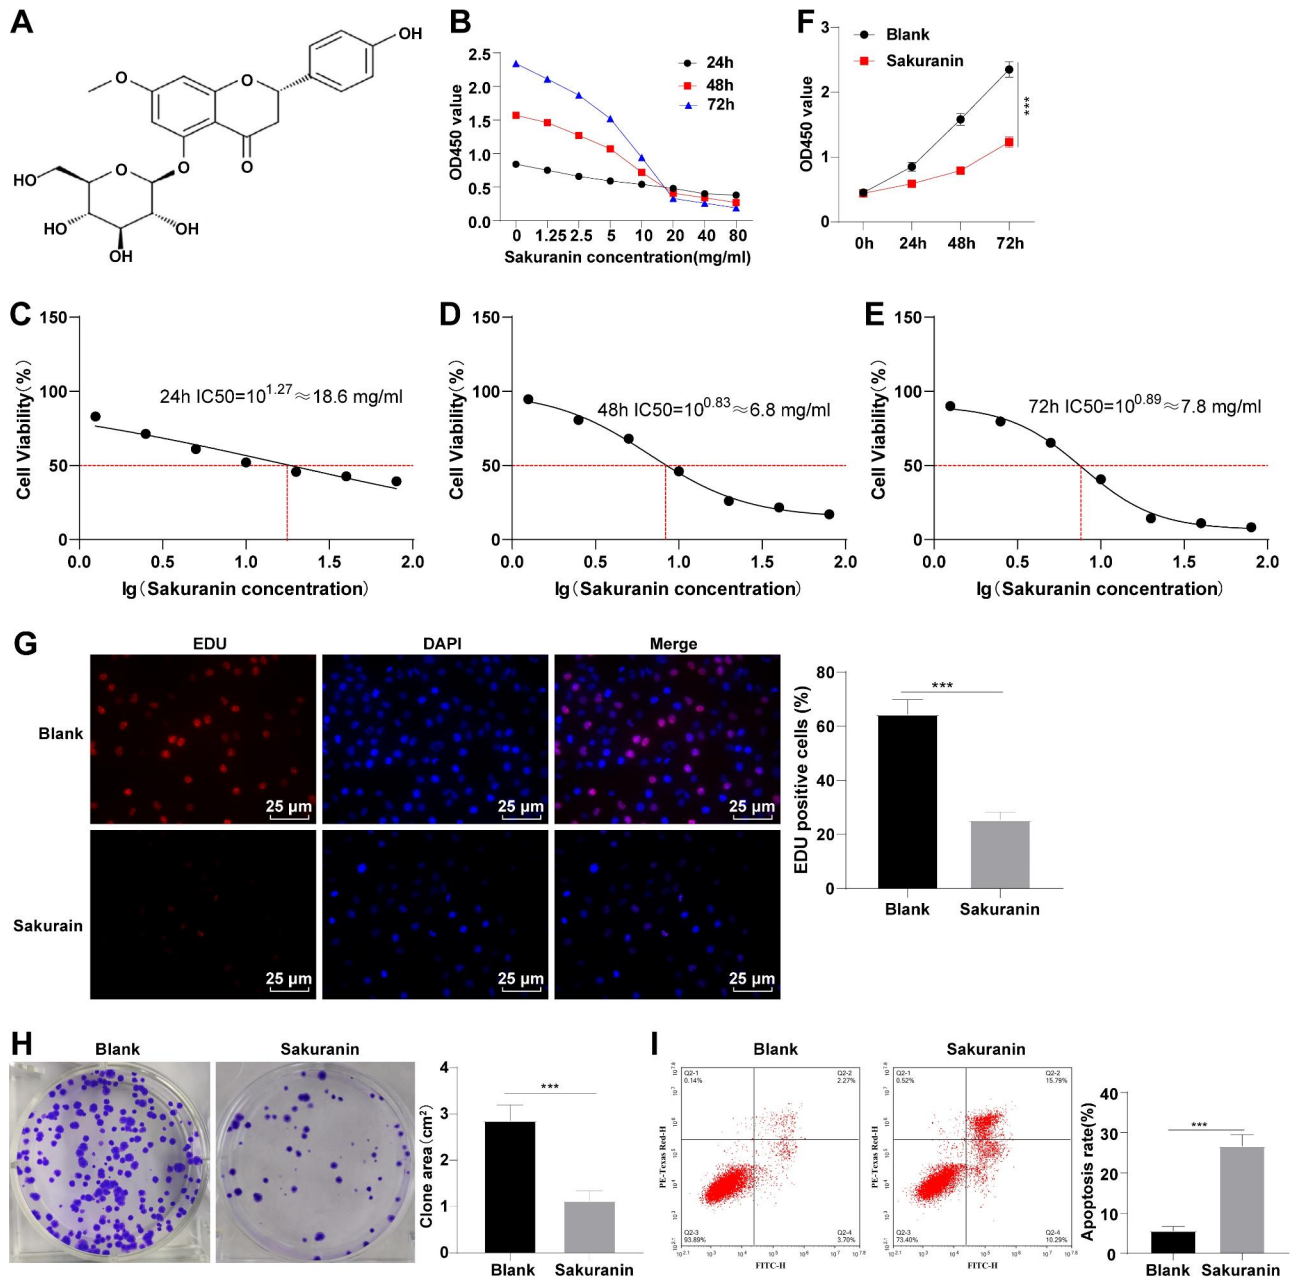 A
OH
O
O
O
O
O
HO
HO
OH
OH
B
24h
48h
72h
OD450 value
2.5
2.0
1.5
1.0
0.5
0.0
0 1.25 2.5 5 10 20 40 80
Sakuranin concentration(mg/ml)
F
Blank
Sakuranin
OD450 value
3
2
1
0
0h 24h 48h 72h
***
C
Cell Viability(%)
150
100
50
0
24h IC50=10^1.27≈18.6 mg/ml
0.0 0.5 1.0 1.5 2.0
lg(Sakuranin concentration)
D
Cell Viability(%)
150
100
50
0
48h IC50=10^0.83≈6.8 mg/ml
0.0 0.5 1.0 1.5 2.0
lg(Sakuranin concentration)
E
Cell Viability(%)
150
100
50
0
72h IC50=10^0.89≈7.8 mg/ml
0.0 0.5 1.0 1.5 2.0
lg(Sakuranin concentration)
G
EDU DAPI Merge
Blank
25 μm 25 μm 25 μm
Sakurain
25 μm 25 μm 25 μm
EDU positive cells (%)
80
60
40
20
0
***
Blank Sakuranin
H
Blank Sakuranin
Clone area(cm²)
4
3
2
1
0
***
Blank Sakuranin
I
Blank
Q2-1
0.14%
Q2-2
2.27%
Q2-3
93.89%
Q2-4
3.70%
PE-Texas Red-H
FITC-H
Sakuranin
Q2-1
0.52%
Q2-2
15.79%
Q2-3
73.40%
Q2-4
10.29%
PE-Texas Red-H
FITC-H
Apoptosis rate(%)
40
30
20
10
0
***
Blank Sakuranin